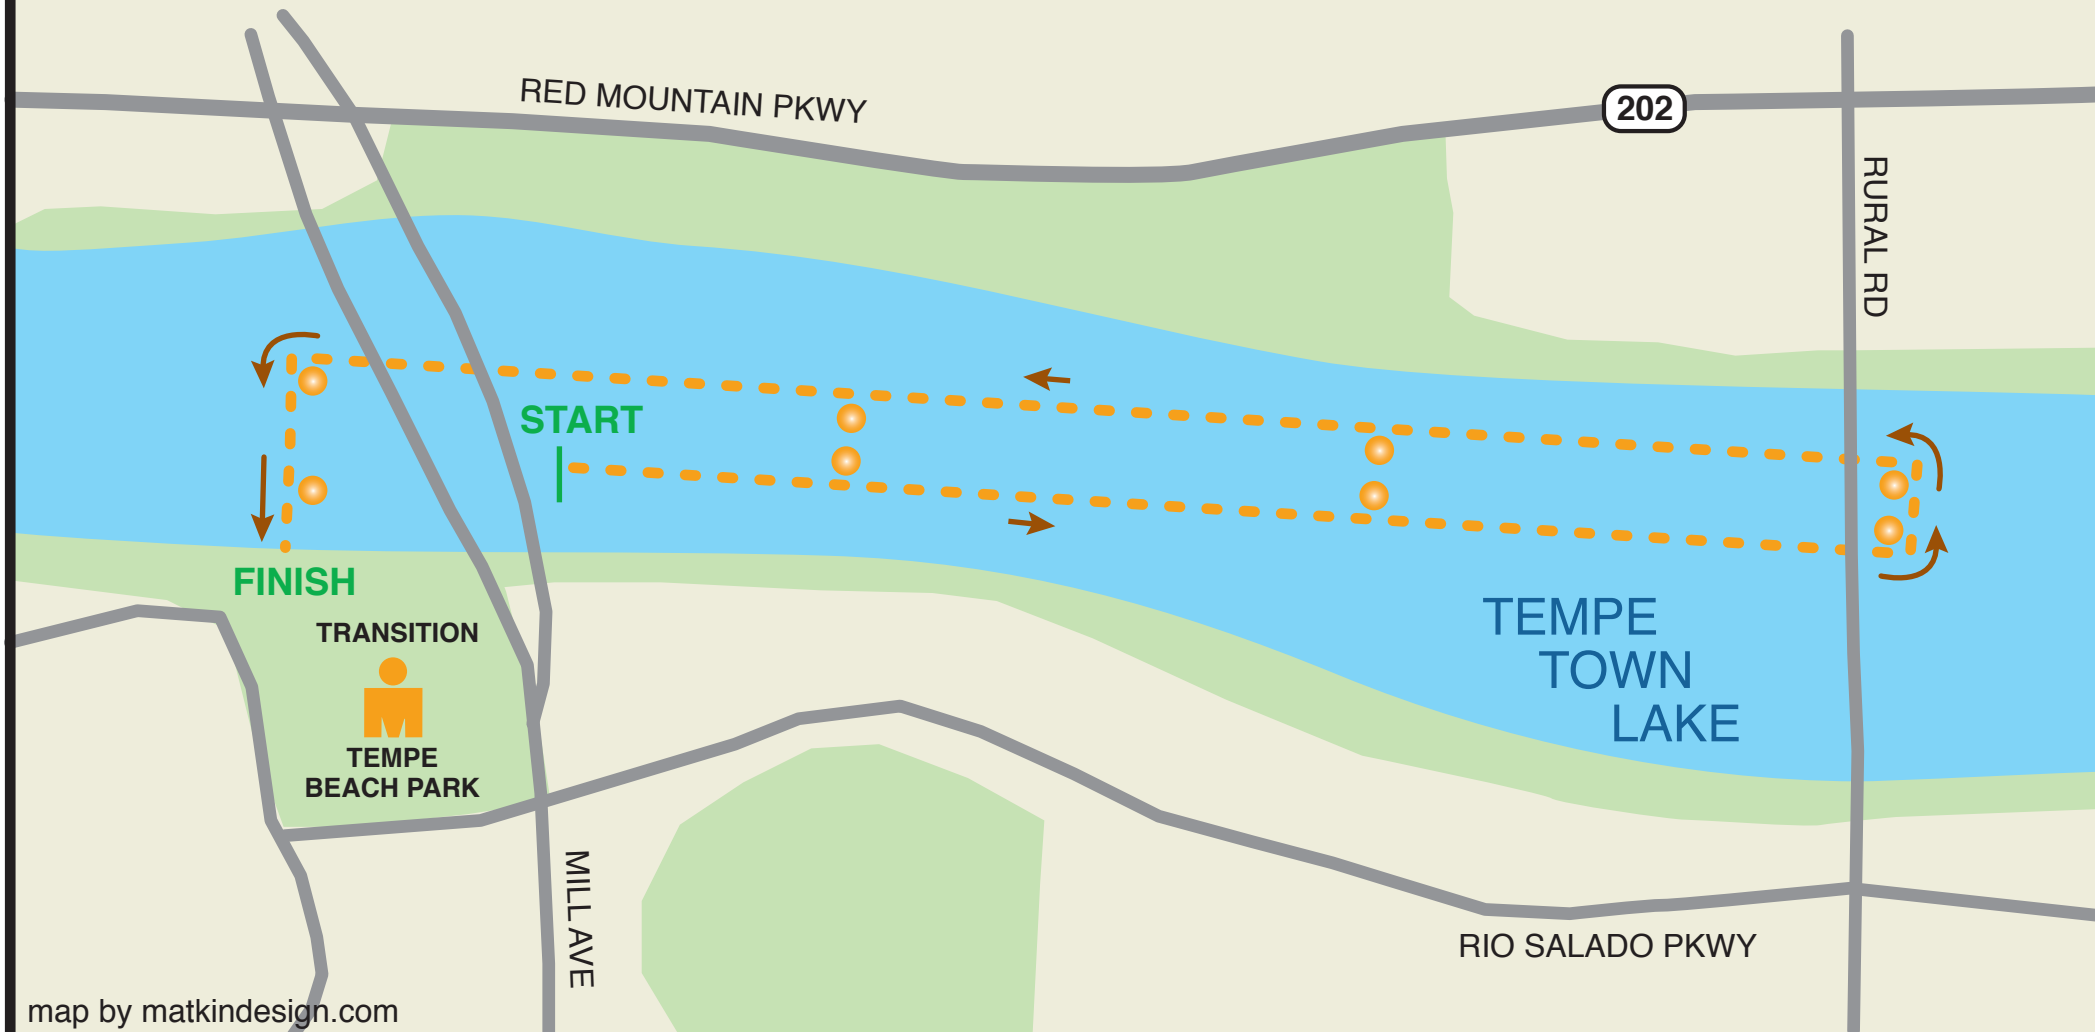 RED MOUNTAIN PKWY
202
RURAL RD
START
FINISH
TRANSITION
TEMPE
BEACH PARK
TEMPE
TOWN
LAKE
MILL AVE
RIO SALADO PKWY
map by matkindesign.com